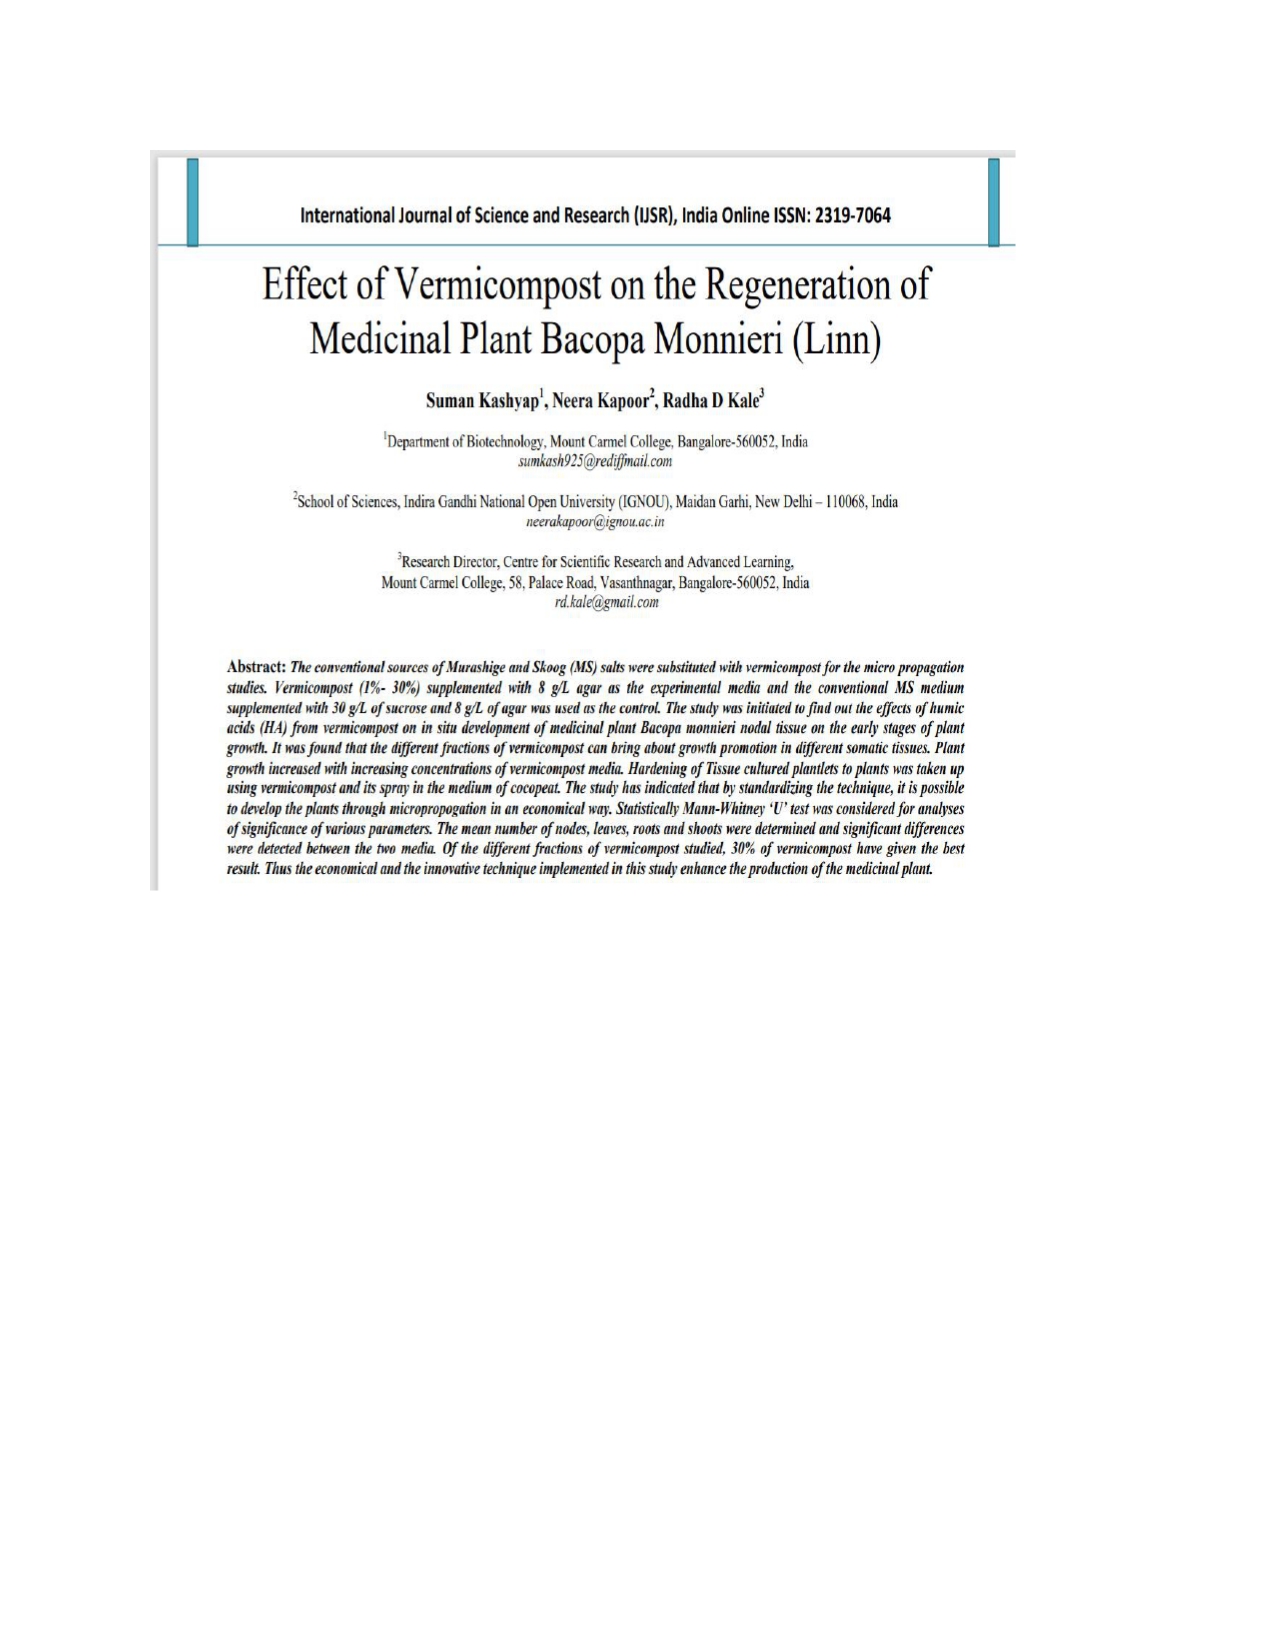 International Journal of Science and Research (IJSR), India Online ISSN: 2319-7064
Effect of Vermicompost on the Regeneration of
Medicinal Plant Bacopa Monnieri (Linn)
Suman Kashyap1, Neera Kapoor2, Radha D Kale3
1Department of Biotechnology, Mount Carmel College, Bangalore-560052, India
sumkash925@rediffmail.com
2School of Sciences, Indira Gandhi National Open University (IGNOU), Maidan Garhi, New Delhi – 110068, India
neerakapoor@ignou.ac.in
3Research Director, Centre for Scientific Research and Advanced Learning,
Mount Carmel College, 58, Palace Road, Vasanthnagar, Bangalore-560052, India
rd.kale@gmail.com
Abstract: The conventional sources of Murashige and Skoog (MS) salts were substituted with vermicompost for the micro propagation
studies. Vermicompost (1%- 30%) supplemented with 8 g/L agar as the experimental media and the conventional MS medium
supplemented with 30 g/L of sucrose and 8 g/L of agar was used as the control. The study was initiated to find out the effects of humic
acids (HA) from vermicompost on in situ development of medicinal plant Bacopa monnieri nodal tissue on the early stages of plant
growth. It was found that the different fractions of vermicompost can bring about growth promotion in different somatic tissues. Plant
growth increased with increasing concentrations of vermicompost media. Hardening of Tissue cultured plantlets to plants was taken up
using vermicompost and its spray in the medium of cocopeat. The study has indicated that by standardizing the technique, it is possible
to develop the plants through micropropogation in an economical way. Statistically Mann-Whitney ‘U’ test was considered for analyses
of significance of various parameters. The mean number of nodes, leaves, roots and shoots were determined and significant differences
were detected between the two media. Of the different fractions of vermicompost studied, 30% of vermicompost have given the best
result. Thus the economical and the innovative technique implemented in this study enhance the production of the medicinal plant.